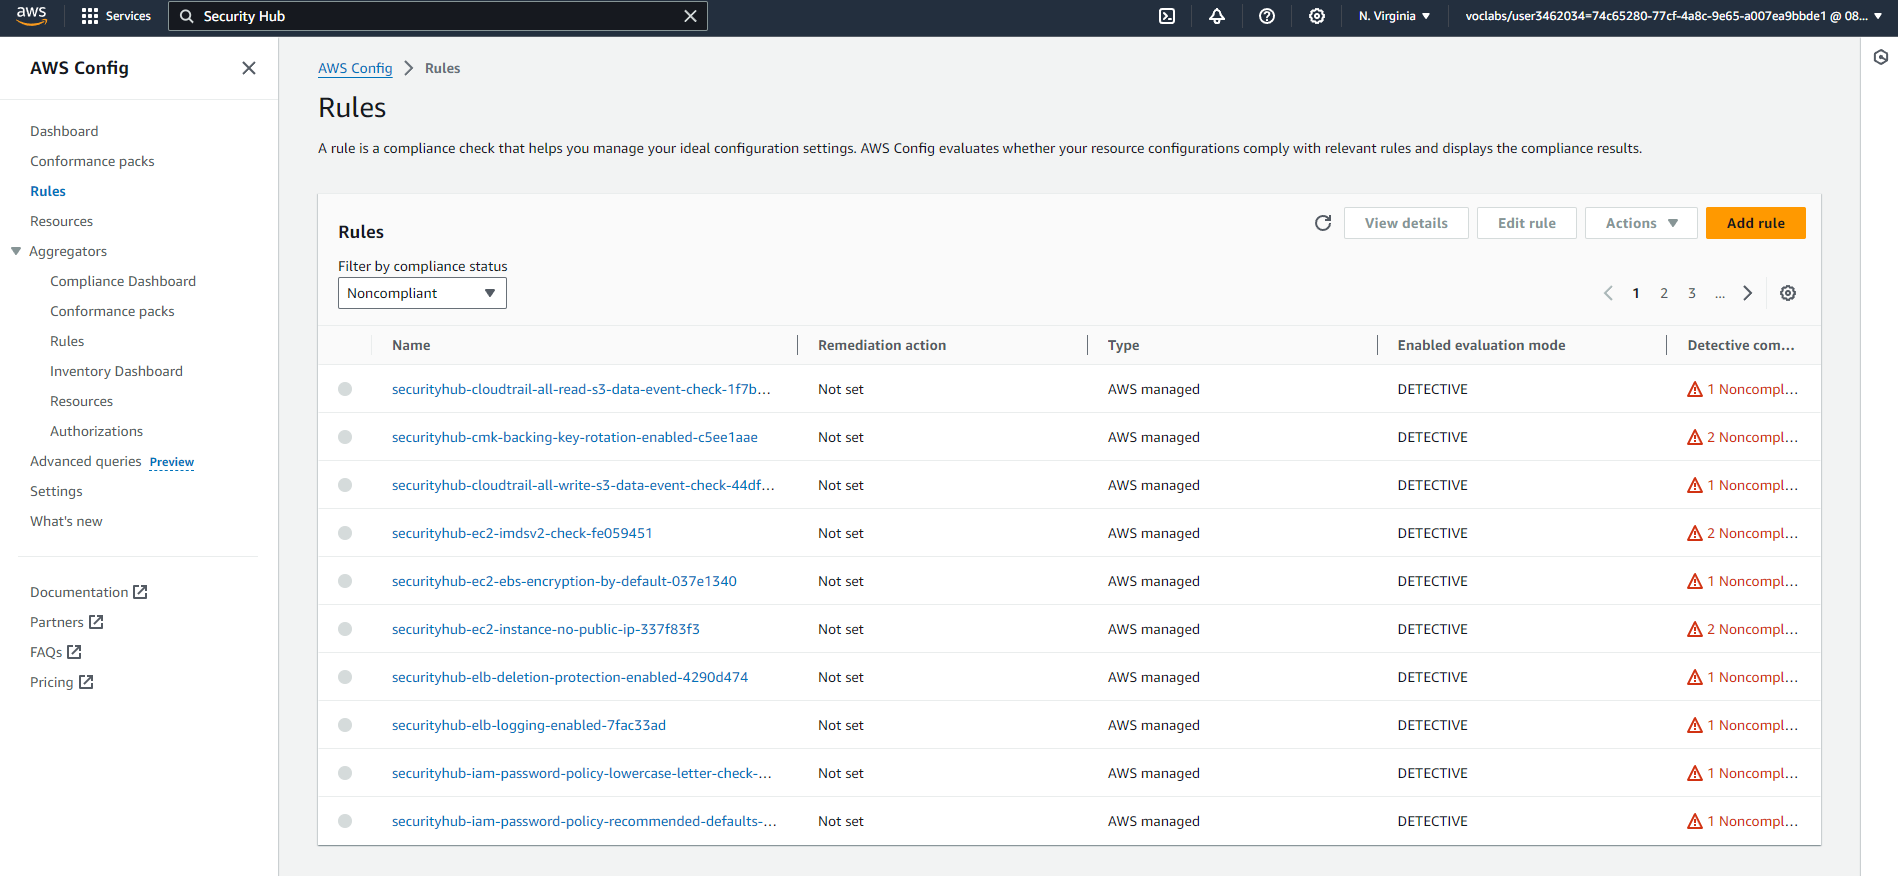 aws
Services
Security Hub
N. Virginia
voclabs/user3462034=74c65280-77cf-4a8c-9e65-a007ea9bbde1 @ 08...
AWS Config
Dashboard
Conformance packs
Rules
Resources
Aggregators
Compliance Dashboard
Conformance packs
Rules
Inventory Dashboard
Resources
Authorizations
Advanced queries Preview
Settings
What's new
Documentation
Partners
FAQs
Pricing
AWS Config Rules
Rules
A rule is a compliance check that helps you manage your ideal configuration settings. AWS Config evaluates whether your resource configurations comply with relevant rules and displays the compliance results.
Rules
View details Edit rule Actions Add rule
Filter by compliance status
Noncompliant
1 2 3 ...
Name Remediation action Type Enabled evaluation mode Detective com...
securityhub-cloudtrail-all-read-s3-data-event-check-1f7b... Not set AWS managed DETECTIVE 1 Noncompl...
securityhub-cmk-backing-key-rotation-enabled-c5ee1aae Not set AWS managed DETECTIVE 2 Noncompl...
securityhub-cloudtrail-all-write-s3-data-event-check-44df... Not set AWS managed DETECTIVE 1 Noncompl...
securityhub-ec2-imdsv2-check-fe059451 Not set AWS managed DETECTIVE 2 Noncompl...
securityhub-ec2-ebs-encryption-by-default-037e1340 Not set AWS managed DETECTIVE 1 Noncompl...
securityhub-ec2-instance-no-public-ip-337f83f3 Not set AWS managed DETECTIVE 2 Noncompl...
securityhub-elb-deletion-protection-enabled-4290d474 Not set AWS managed DETECTIVE 1 Noncompl...
securityhub-elb-logging-enabled-7fac33ad Not set AWS managed DETECTIVE 1 Noncompl...
securityhub-iam-password-policy-lowercase-letter-check-... Not set AWS managed DETECTIVE 1 Noncompl...
securityhub-iam-password-policy-recommended-defaults-... Not set AWS managed DETECTIVE 1 Noncompl...